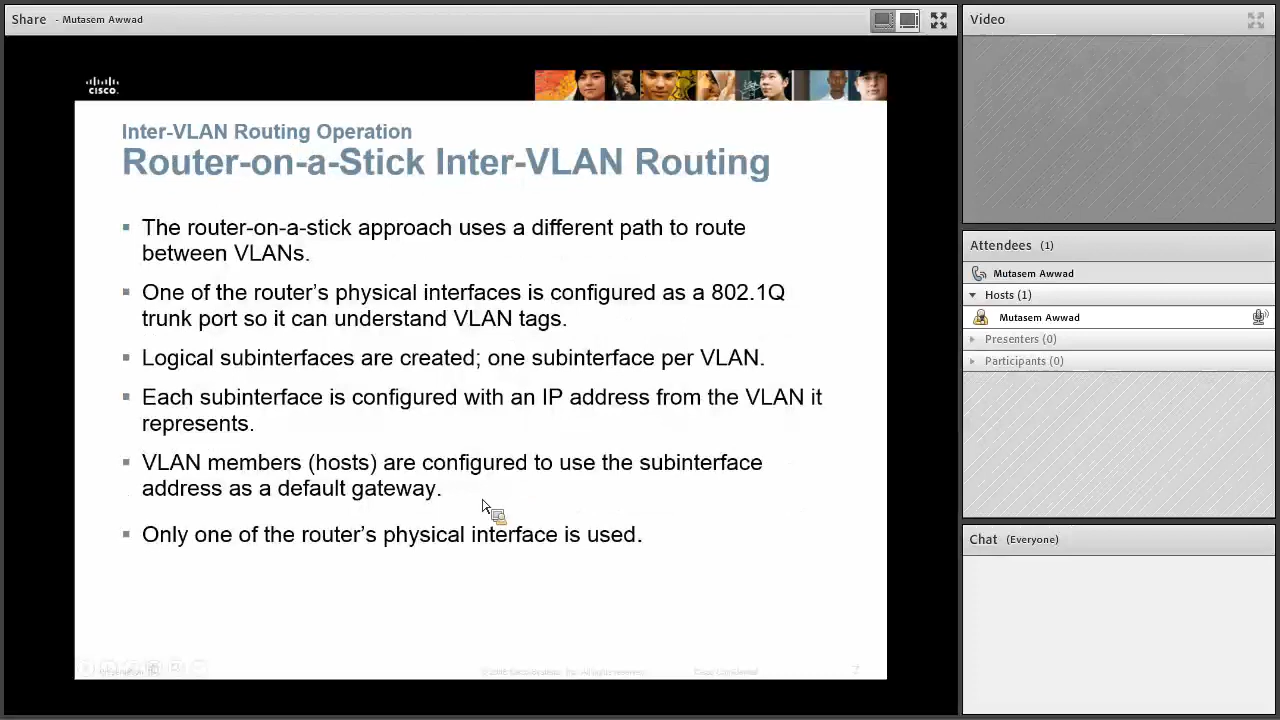 Share - Mutasem Awwad
CISCO.
Inter-VLAN Routing Operation
Router-on-a-Stick Inter-VLAN Routing
▪ The router-on-a-stick approach uses a different path to route
between VLANs.
▪ One of the router’s physical interfaces is configured as a 802.1Q
trunk port so it can understand VLAN tags.
▪ Logical subinterfaces are created; one subinterface per VLAN.
▪ Each subinterface is configured with an IP address from the VLAN it
represents.
▪ VLAN members (hosts) are configured to use the subinterface
address as a default gateway.
▪ Only one of the router’s physical interface is used.
Cisco Confidential
7
Video
Attendees (1)
Mutasem Awwad
Hosts (1)
Mutasem Awwad
Presenters (0)
Participants (0)
Chat (Everyone)